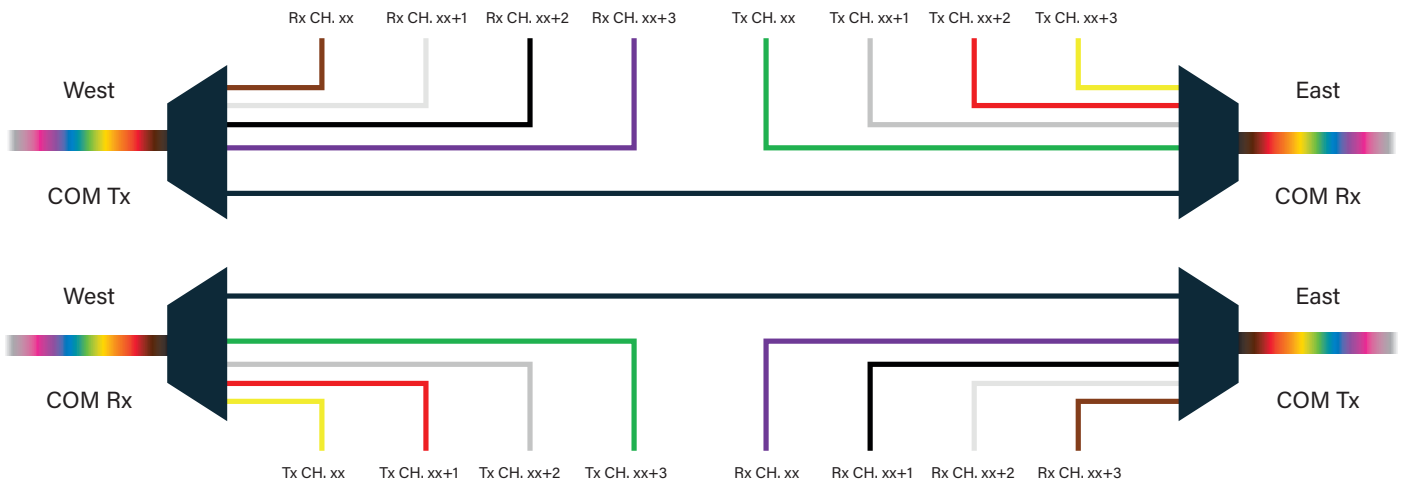 Rx CH. xx
Rx CH. xx+1
Rx CH. xx+2
Rx CH. xx+3
Tx CH. xx
Tx CH. xx+1
Tx CH. xx+2
Tx CH. xx+3
West
East
COM Tx
COM Rx
West
East
COM Rx
COM Tx
Tx CH. xx
Tx CH. xx+1
Tx CH. xx+2
Tx CH. xx+3
Rx CH. xx
Rx CH. xx+1
Rx CH. xx+2
Rx CH. xx+3